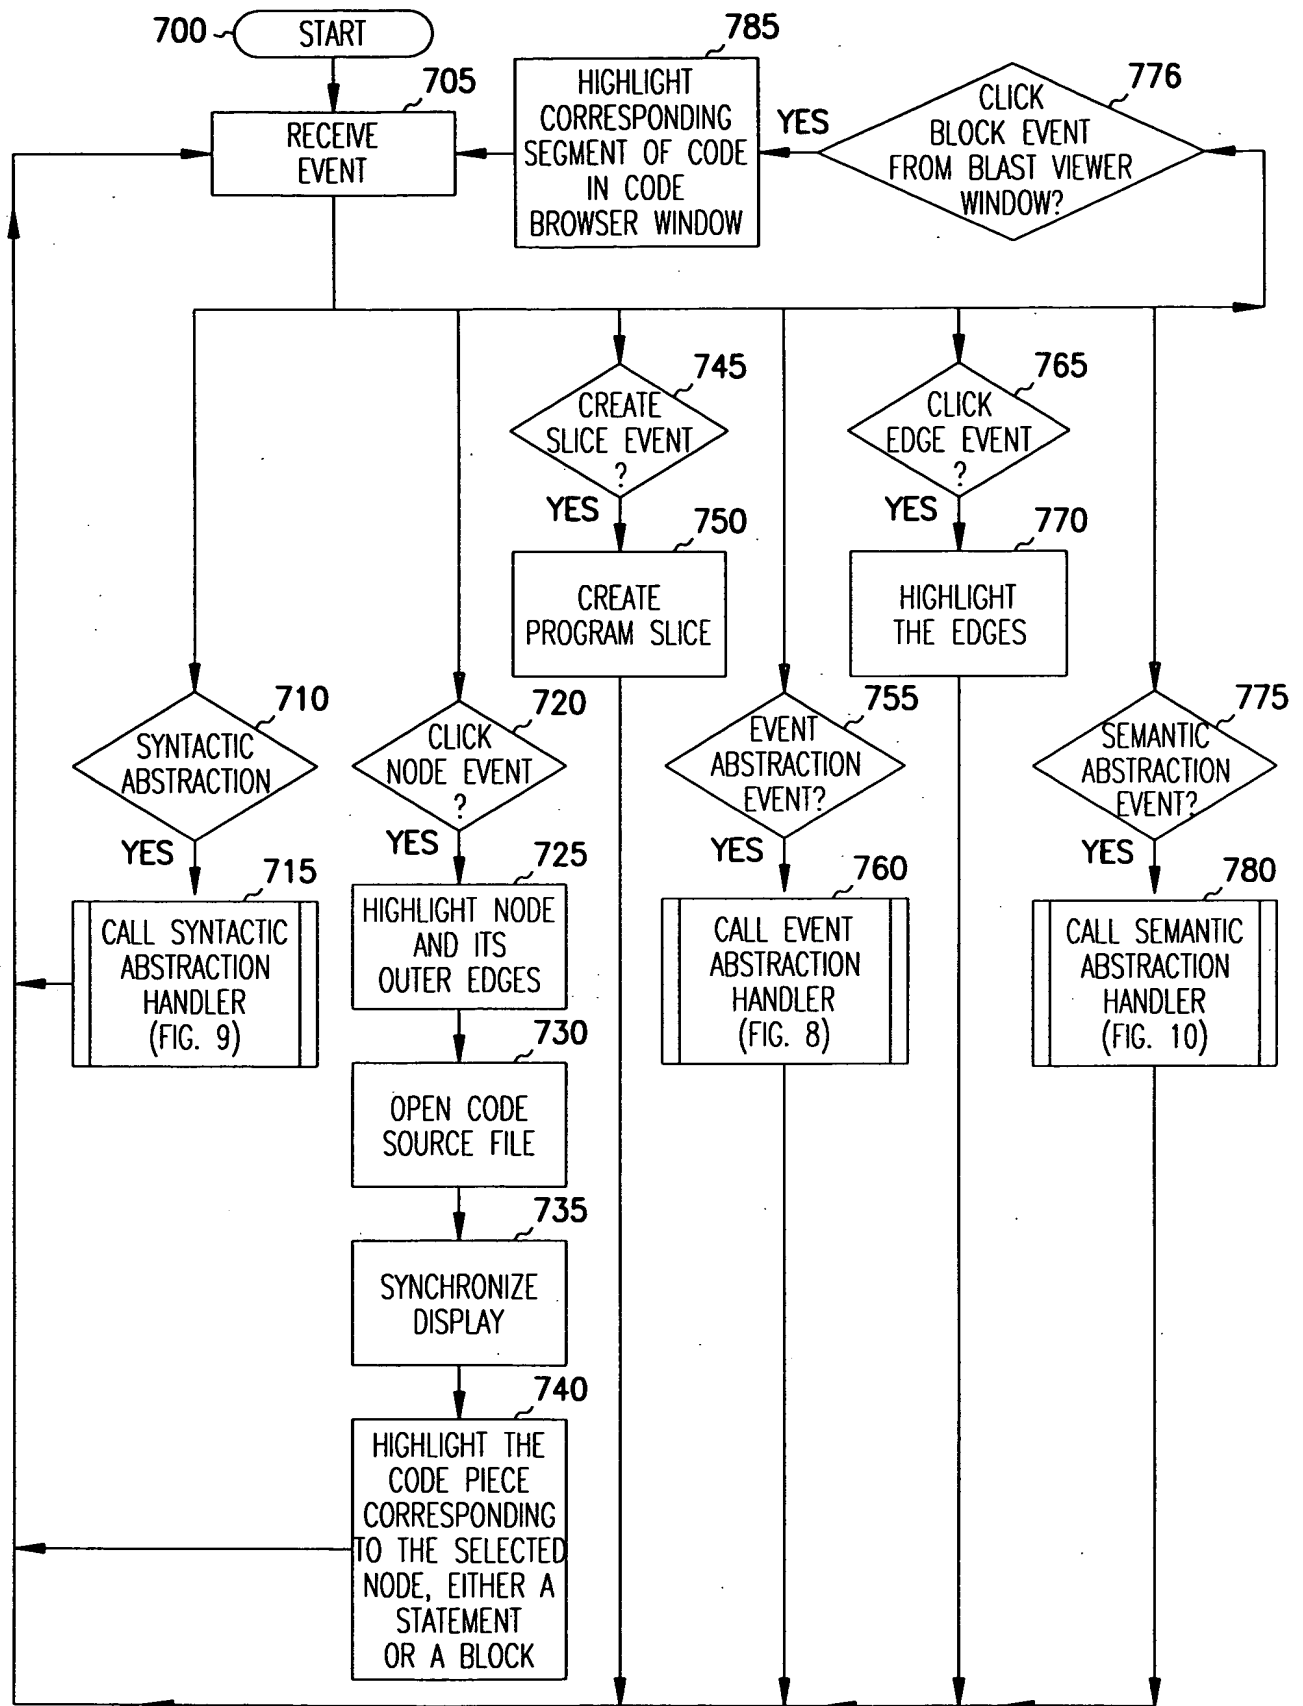 700
START
705
RECEIVE
EVENT
785
HIGHLIGHT
CORRESPONDING
SEGMENT OF CODE
IN CODE
BROWSER WINDOW
YES
776
CLICK
BLOCK EVENT
FROM BLAST VIEWER
WINDOW?
745
CREATE
SLICE EVENT
?
YES
750
CREATE
PROGRAM SLICE
765
CLICK
EDGE EVENT
?
YES
770
HIGHLIGHT
THE EDGES
710
SYNTACTIC
ABSTRACTION
YES
715
CALL SYNTACTIC
ABSTRACTION
HANDLER
(FIG. 9)
720
CLICK
NODE EVENT
?
YES
725
HIGHLIGHT NODE
AND ITS
OUTER EDGES
730
OPEN CODE
SOURCE FILE
735
SYNCHRONIZE
DISPLAY
740
HIGHLIGHT THE
CODE PIECE
CORRESPONDING
TO THE SELECTED
NODE, EITHER A
STATEMENT
OR A BLOCK
755
EVENT
ABSTRACTION
EVENT?
YES
760
CALL EVENT
ABSTRACTION
HANDLER
(FIG. 8)
775
SEMANTIC
ABSTRACTION
EVENT?
YES
780
CALL SEMANTIC
ABSTRACTION
HANDLER
(FIG. 10)